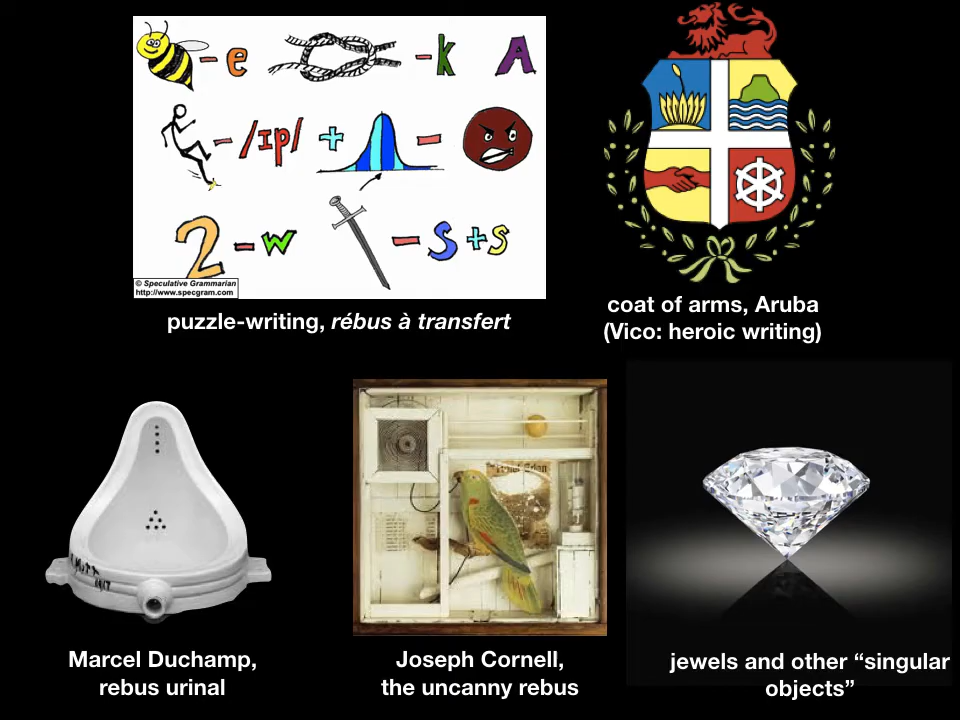 - e - k A
- /ɪp/ + -
2 - w - S + s
© Speculative Grammarian
http://www.specgram.com
puzzle-writing, rébus à transfert
coat of arms, Aruba
(Vico: heroic writing)
Marcel Duchamp,
rebus urinal
Joseph Cornell,
the uncanny rebus
jewels and other “singular
objects”